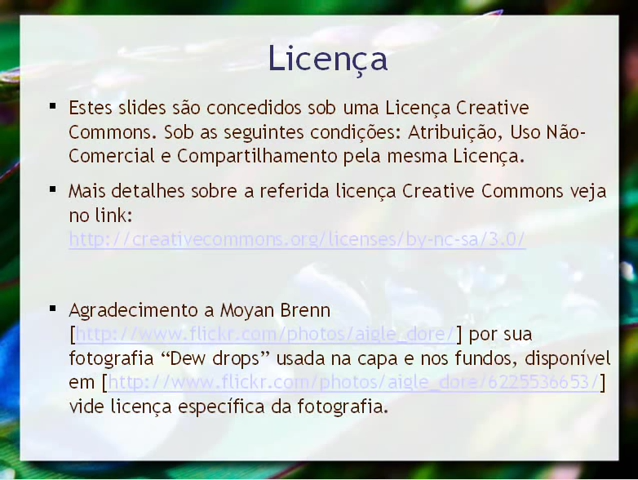 Licença
▪ Estes slides são concedidos sob uma Licença Creative
Commons. Sob as seguintes condições: Atribuição, Uso Não-
Comercial e Compartilhamento pela mesma Licença.
▪ Mais detalhes sobre a referida licença Creative Commons veja
no link:
http://creativecommons.org/licenses/by-nc-sa/3.0/
▪ Agradecimento a Moyan Brenn
[http://www.flickr.com/photos/aigle_dore/] por sua
fotografia “Dew drops” usada na capa e nos fundos, disponível
em [http://www.flickr.com/photos/aigle_dore/6225536653/]
vide licença específica da fotografia.